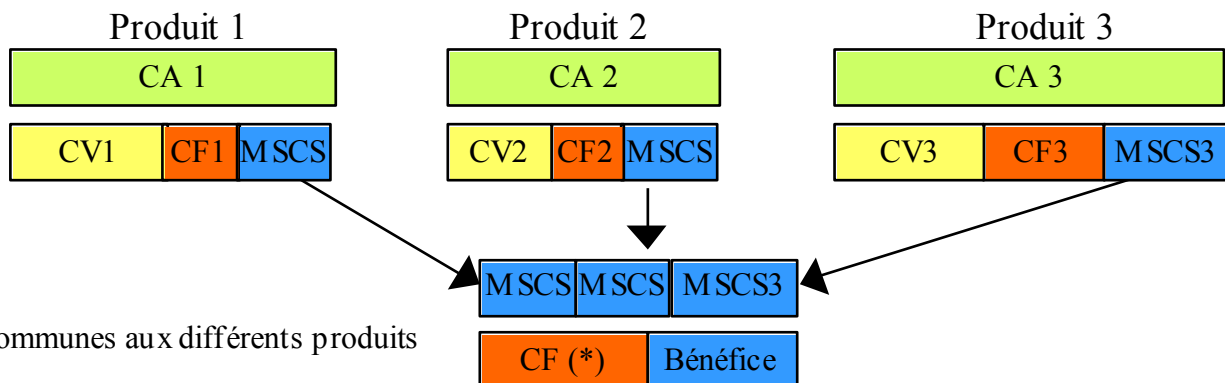 Produit 1 Produit 2 Produit 3
CA 1 CA 2 CA 3
CV1 CF1 MSCS CV2 CF2 MSCS CV3 CF3 MSCS3
MSCS MSCS MSCS3
ommunes aux différents produits
CF (*) Bénéfice